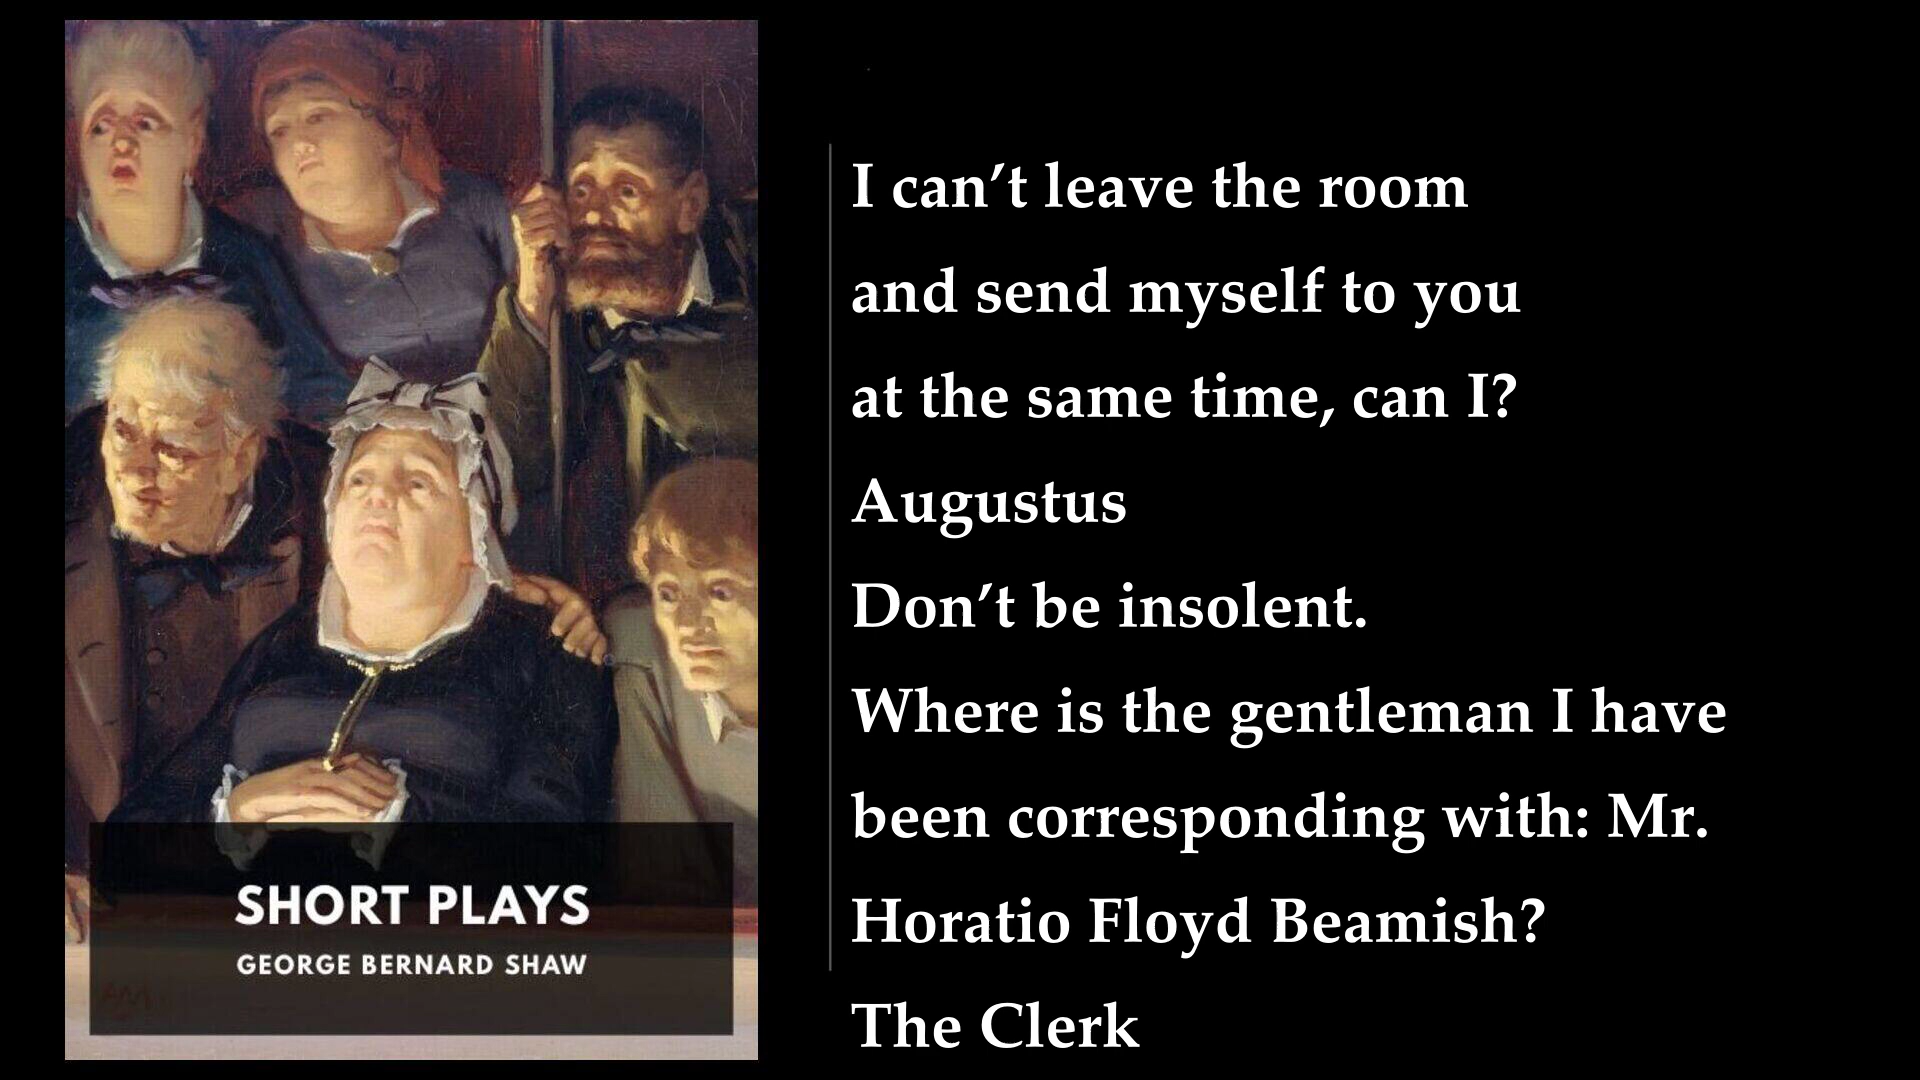 SHORT PLAYS
GEORGE BERNARD SHAW
I can’t leave the room
and send myself to you
at the same time, can I?
Augustus
Don’t be insolent.
Where is the gentleman I have
been corresponding with: Mr.
Horatio Floyd Beamish?
The Clerk